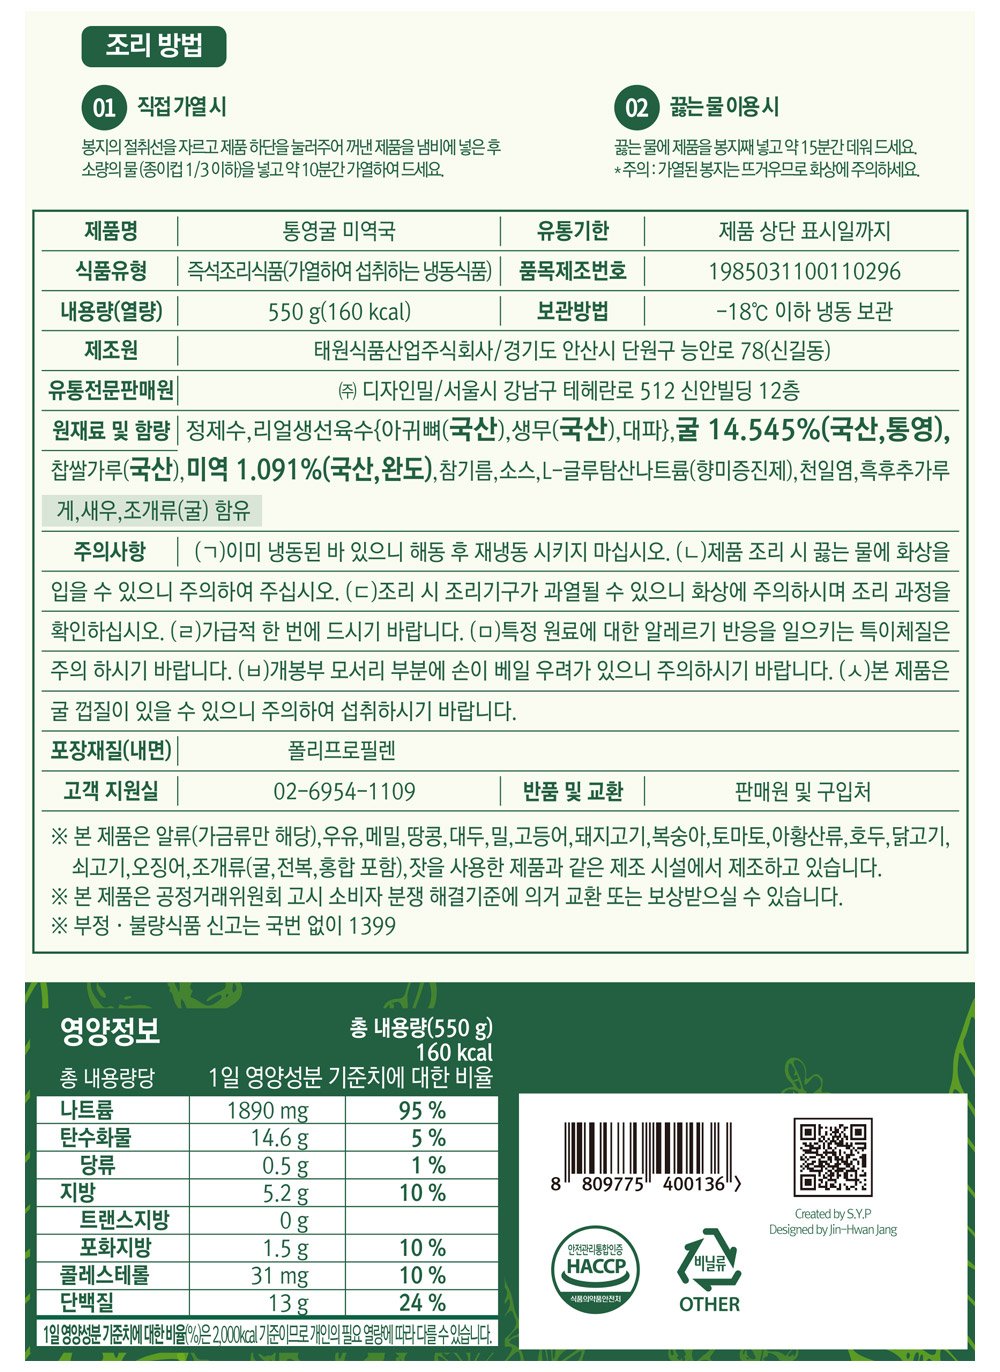 조리 방법
01 직접 가열 시
봉지의 절취선을 자르고 제품 하단을 눌러주어 꺼낸 제품을 냄비에 넣은 후
소량의 물 (종이컵 1/3 이하)을 넣고 약 10분간 가열하여 드세요.
02 끓는 물 이용 시
끓는 물에 제품을 봉지째 넣고 약 15분간 데워 드세요.
* 주의 : 가열된 봉지는 뜨거우므로 화상에 주의하세요.
제품명 통영굴 미역국 유통기한 제품 상단 표시일까지
식품유형 즉석조리식품(가열하여 섭취하는 냉동식품) 품목제조번호 1985031100110296
내용량(열량) 550 g(160 kcal) 보관방법 -18℃ 이하 냉동 보관
제조원 태원식품산업주식회사/경기도 안산시 단원구 능안로 78(신길동)
유통전문판매원 ㈜ 디자인밀/서울시 강남구 테헤란로 512 신안빌딩 12층
원재료 및 함량 정제수,리얼생선육수{아귀뼈(국산),생무(국산),대파},굴 14.545%(국산,통영),
찹쌀가루(국산),미역 1.091%(국산,완도),참기름,소스,L-글루탐산나트륨(향미증진제),천일염,흑후추가루
게,새우,조개류(굴) 함유
주의사항 (ㄱ)이미 냉동된 바 있으니 해동 후 재냉동 시키지 마십시오. (ㄴ)제품 조리 시 끓는 물에 화상을
입을 수 있으니 주의하여 주십시오. (ㄷ)조리 시 조리기구가 과열될 수 있으니 화상에 주의하시며 조리 과정을
확인하십시오. (ㄹ)가급적 한 번에 드시기 바랍니다. (ㅁ)특정 원료에 대한 알레르기 반응을 일으키는 특이체질은
주의 하시기 바랍니다. (ㅂ)개봉부 모서리 부분에 손이 베일 우려가 있으니 주의하시기 바랍니다. (ㅅ)본 제품은
굴 껍질이 있을 수 있으니 주의하여 섭취하시기 바랍니다.
포장재질(내면) 폴리프로필렌
고객 지원실 02-6954-1109 반품 및 교환 판매원 및 구입처
※ 본 제품은 알류(가금류만 해당),우유,메밀,땅콩,대두,밀,고등어,돼지고기,복숭아,토마토,아황산류,호두,닭고기,
쇠고기,오징어,조개류(굴,전복,홍합 포함),잣을 사용한 제품과 같은 제조 시설에서 제조하고 있습니다.
※ 본 제품은 공정거래위원회 고시 소비자 분쟁 해결기준에 의거 교환 또는 보상받으실 수 있습니다.
※ 부정 · 불량식품 신고는 국번 없이 1399
영양정보 총 내용량(550 g)
160 kcal
총 내용량당 1일 영양성분 기준치에 대한 비율
나트륨 1890 mg 95 %
탄수화물 14.6 g 5 %
당류 0.5 g 1 %
지방 5.2 g 10 %
트랜스지방 0 g
포화지방 1.5 g 10 %
콜레스테롤 31 mg 10 %
단백질 13 g 24 %
1일 영양성분 기준치에 대한 비율(%)은 2,000kcal 기준이므로 개인의 필요 열량에 따라 다를 수 있습니다.
8 809775 400136
Created by S.Y.P
Designed by Jin-Hwan Jang
안전관리통합인증
HACCP
식품의약품안전처
비닐류
OTHER